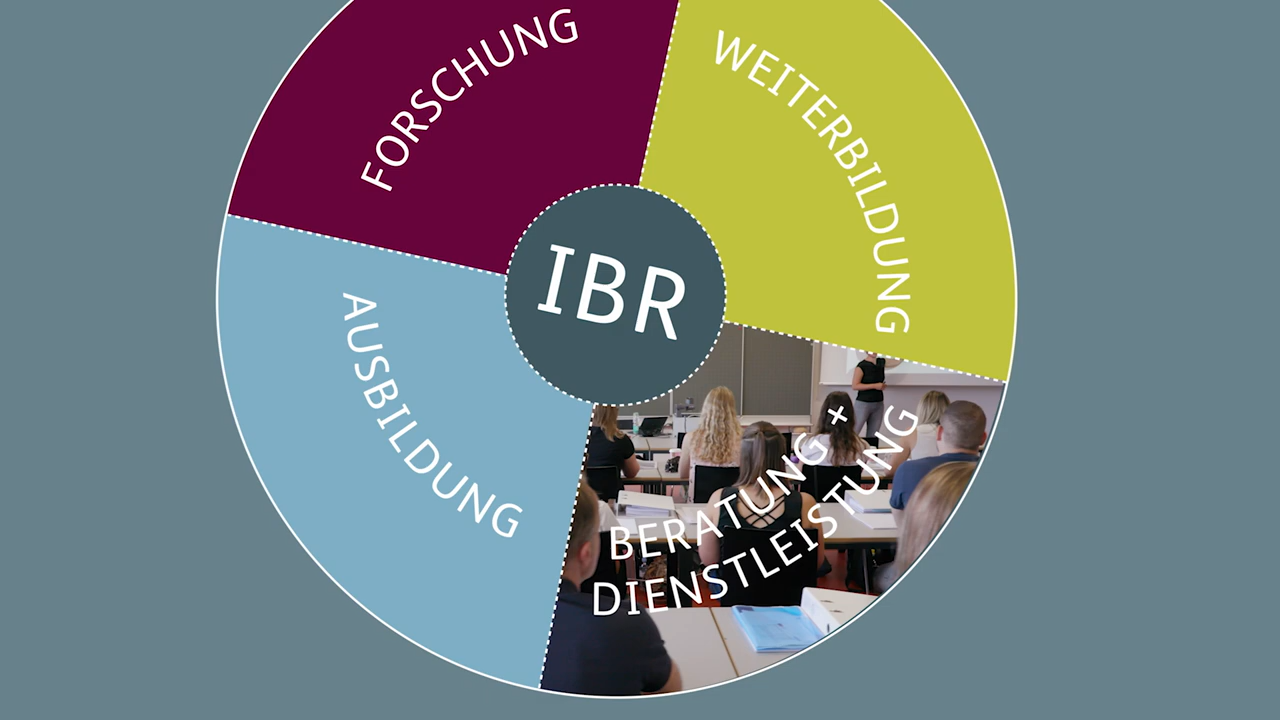 FORSCHUNG
WEITERBILDUNG
IBR
AUSBILDUNG
BERATUNG +
DIENSTLEISTUNG